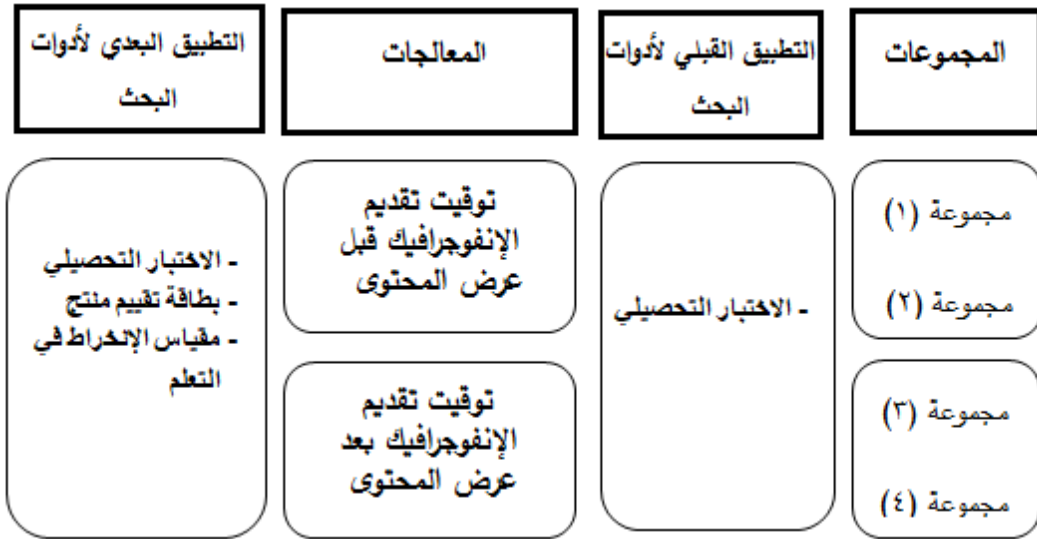 المجموعات
التطبيق القبلي لأدوات
البحث
المعالجات
التطبيق البعدي لأدوات
البحث
مجموعة (١)
مجموعة (٢)
مجموعة (٣)
مجموعة (٤)
- الاختبار التحصيلي
توقيت تقديم
الإنفوجرافيك قبل
عرض المحتوى
توقيت تقديم
الإنفوجرافيك بعد
عرض المحتوى
- الاختبار التحصيلي
- بطاقة تقييم منتج
- مقياس الإنخراط في
التعلم